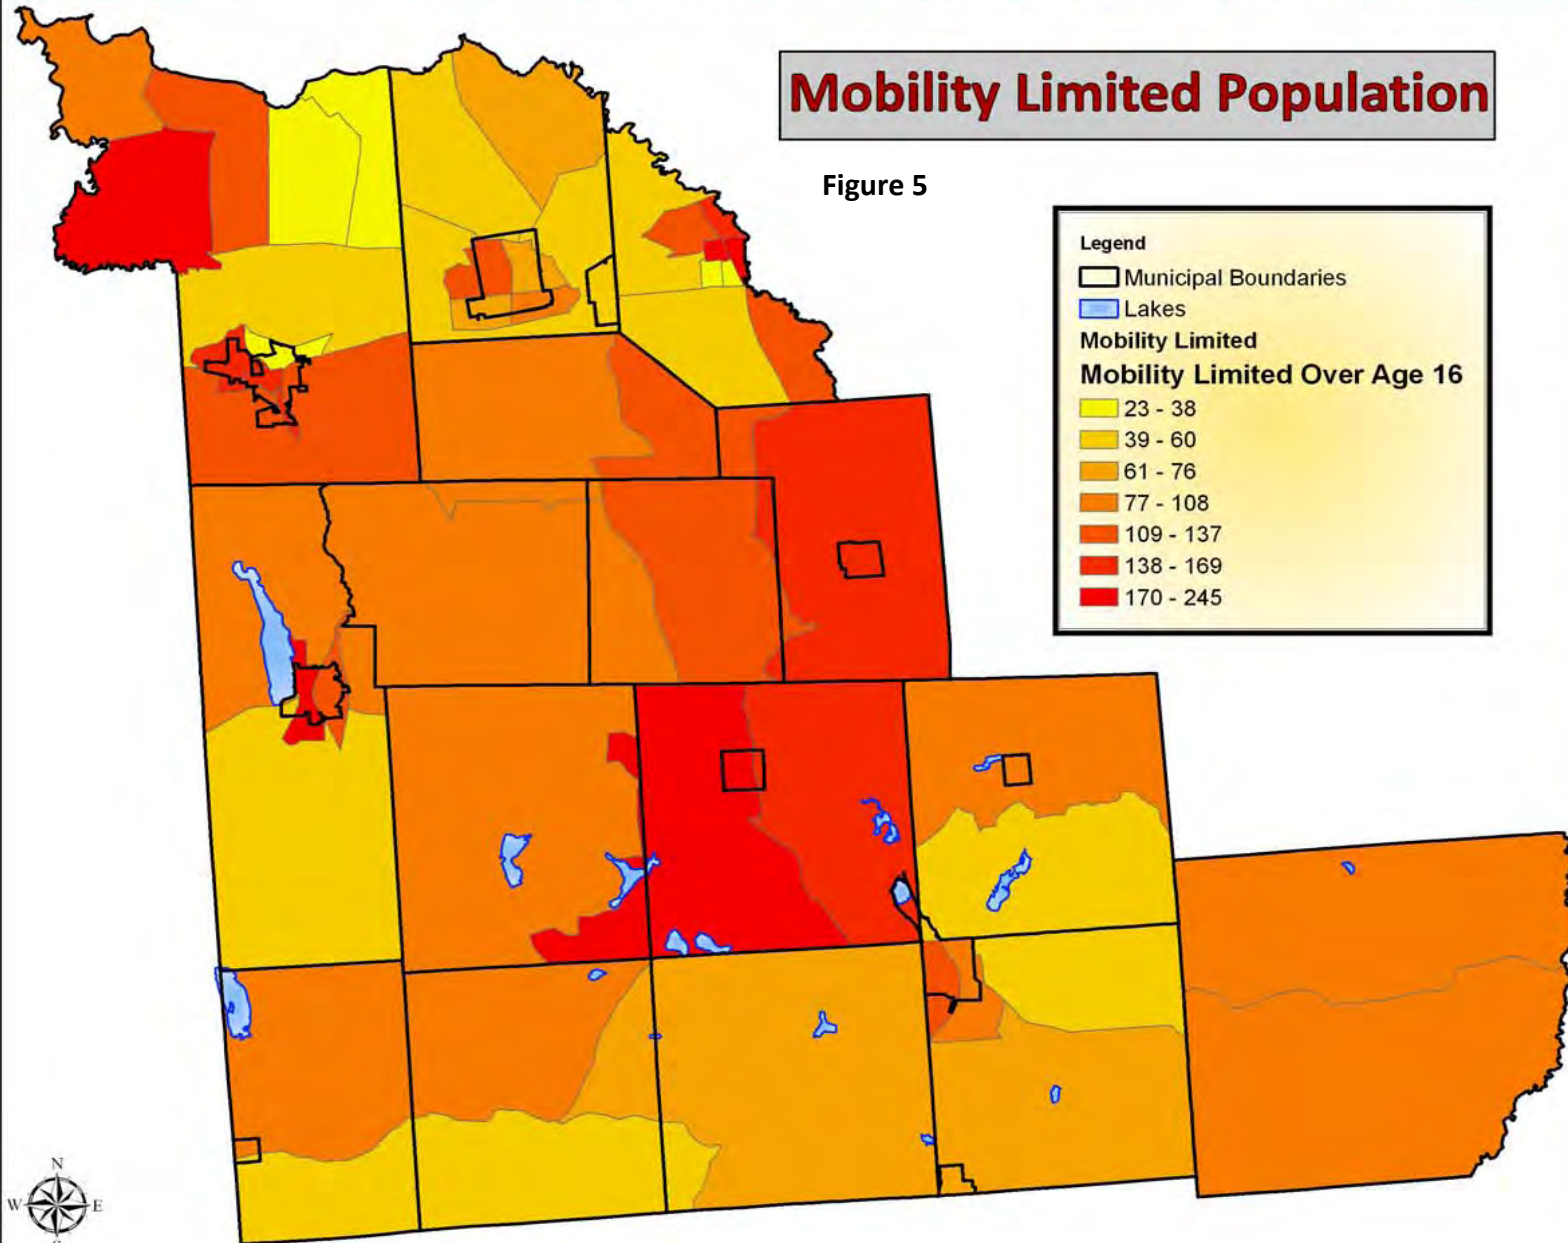 Mobility Limited Population
Figure 5
Legend
Municipal Boundaries
Lakes
Mobility Limited
Mobility Limited Over Age 16
23 - 38
39 - 60
61 - 76
77 - 108
109 - 137
138 - 169
170 - 245
N
W E
S